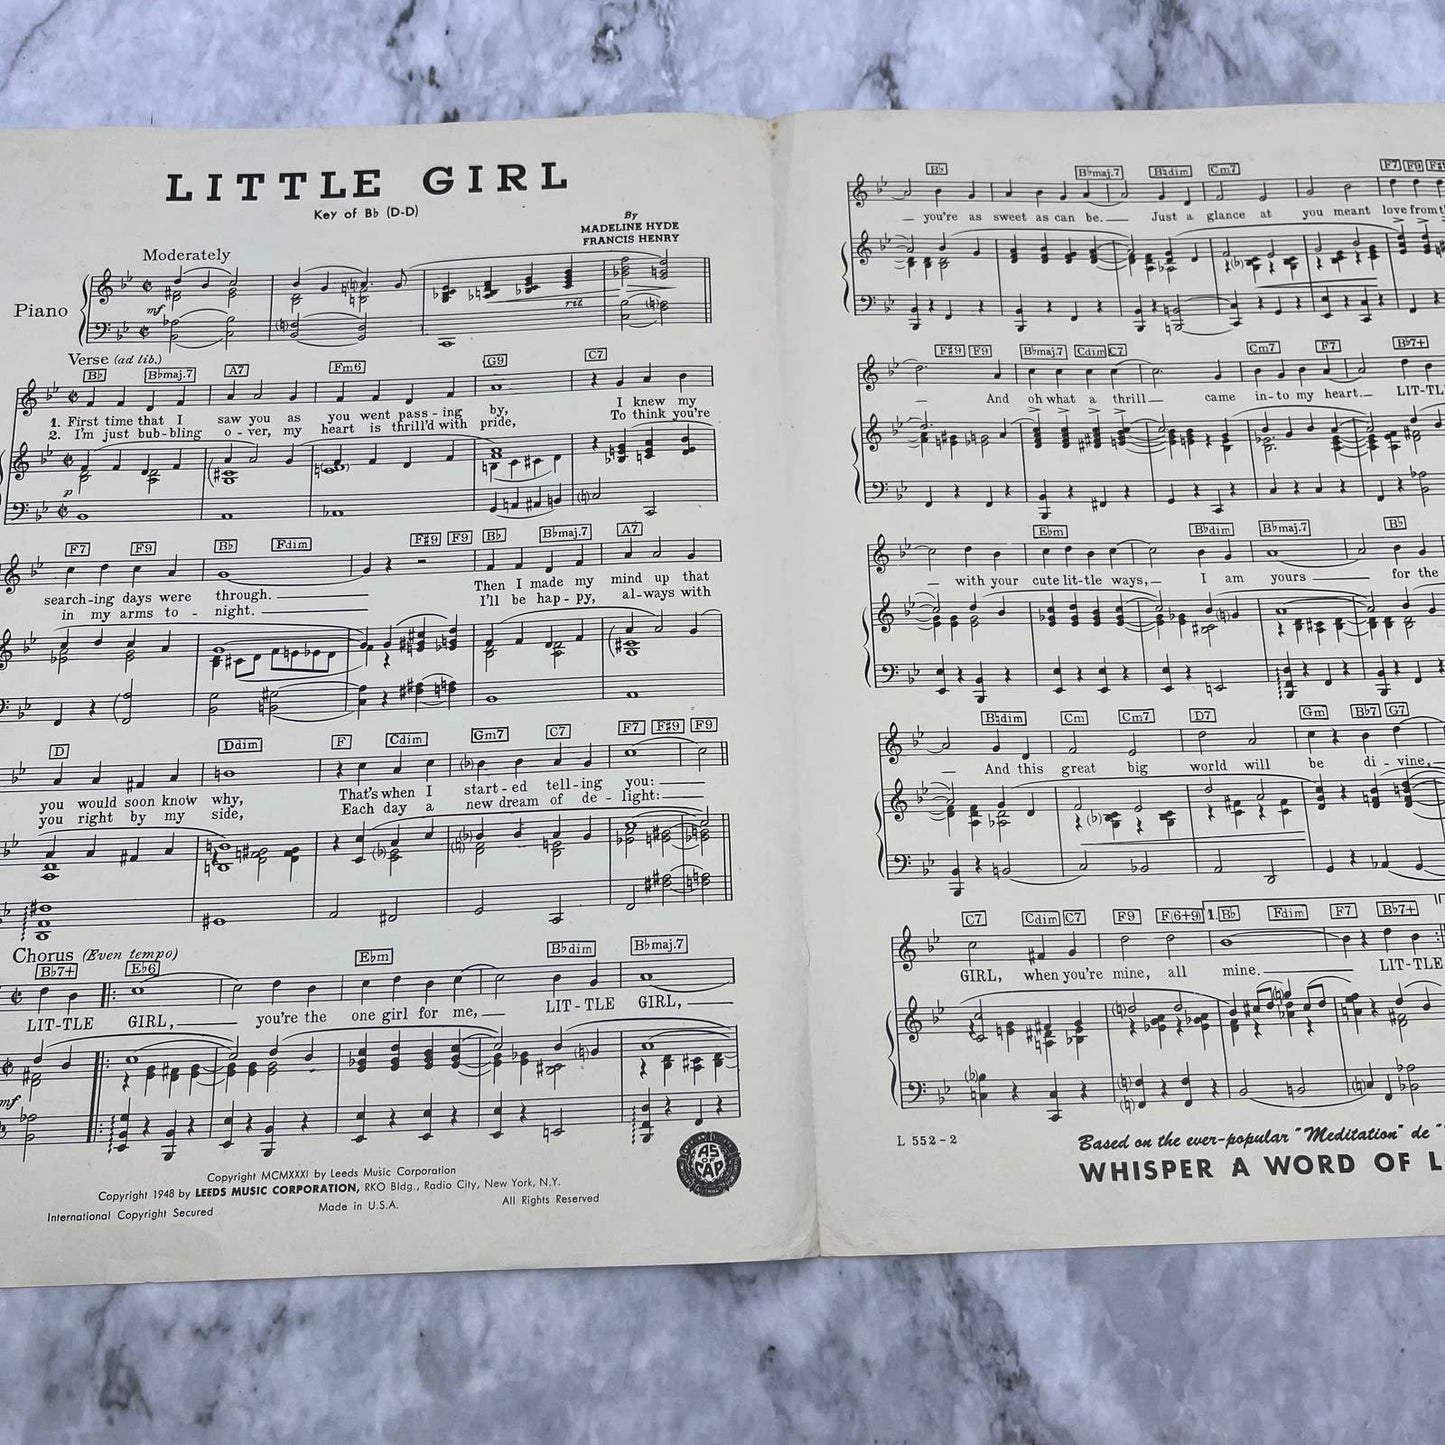 LITTLE GIRL
Key of B♭ (D-D)
By
MADELINE HYDE
FRANCIS HENRY
Moderately
Piano
mf
rit
Verse (ad lib.)
B♭ B♭maj.7 A7 Fm6 G9 C7
1. First time that I saw you as you went pass - ing by, I knew my
2. I'm just bub - bling o - ver, my heart is thrill'd with pride, To think you're
p
F7 F9 B♭ Fdim F♯9 F9 B♭ B♭maj.7 A7
search-ing days were through. Then I made my mind up that
in my arms to - night. I'll be hap - py, al - ways with
D Ddim F Cdim Gm7 C7 F7 F♯9 F9
you would soon know why, That's when I start - ed tell - ing you:
you right by my side, Each day a new dream of de - light:
Chorus (Even tempo)
B♭7+ E♭6 E♭m B♭dim B♭maj.7
LIT-TLE GIRL, you're the one girl for me, LIT-TLE GIRL,
mf
Copyright MCMXXXI by Leeds Music Corporation
Copyright 1948 by LEEDS MUSIC CORPORATION, RKO Bldg., Radio City, New York, N.Y.
International Copyright Secured Made in U.S.A. All Rights Reserved
AS
OF
CAP
B♭ B♭maj.7 B♮dim Cm7 F7 F9
you're as sweet as can be. Just a glance at you meant love from
F♯9 F9 B♭maj.7 Cdim C7 Cm7 F7 B♭7+
And oh what a thrill came in-to my heart. LIT-
E♭m B♭dim B♭maj.7 B♭
with your cute lit-tle ways, I am yours for the
B♮dim Cm Cm7 D7 Gm B♭7 G7
And this great big world will be di - vine,
C7 Cdim C7 F9 F(6+9) 1. B♭ Fdim F7 B♭7+
GIRL, when you're mine, all mine. LIT-TLE
L 552 - 2
Based on the ever-popular "Meditation" de "
WHISPER A WORD OF